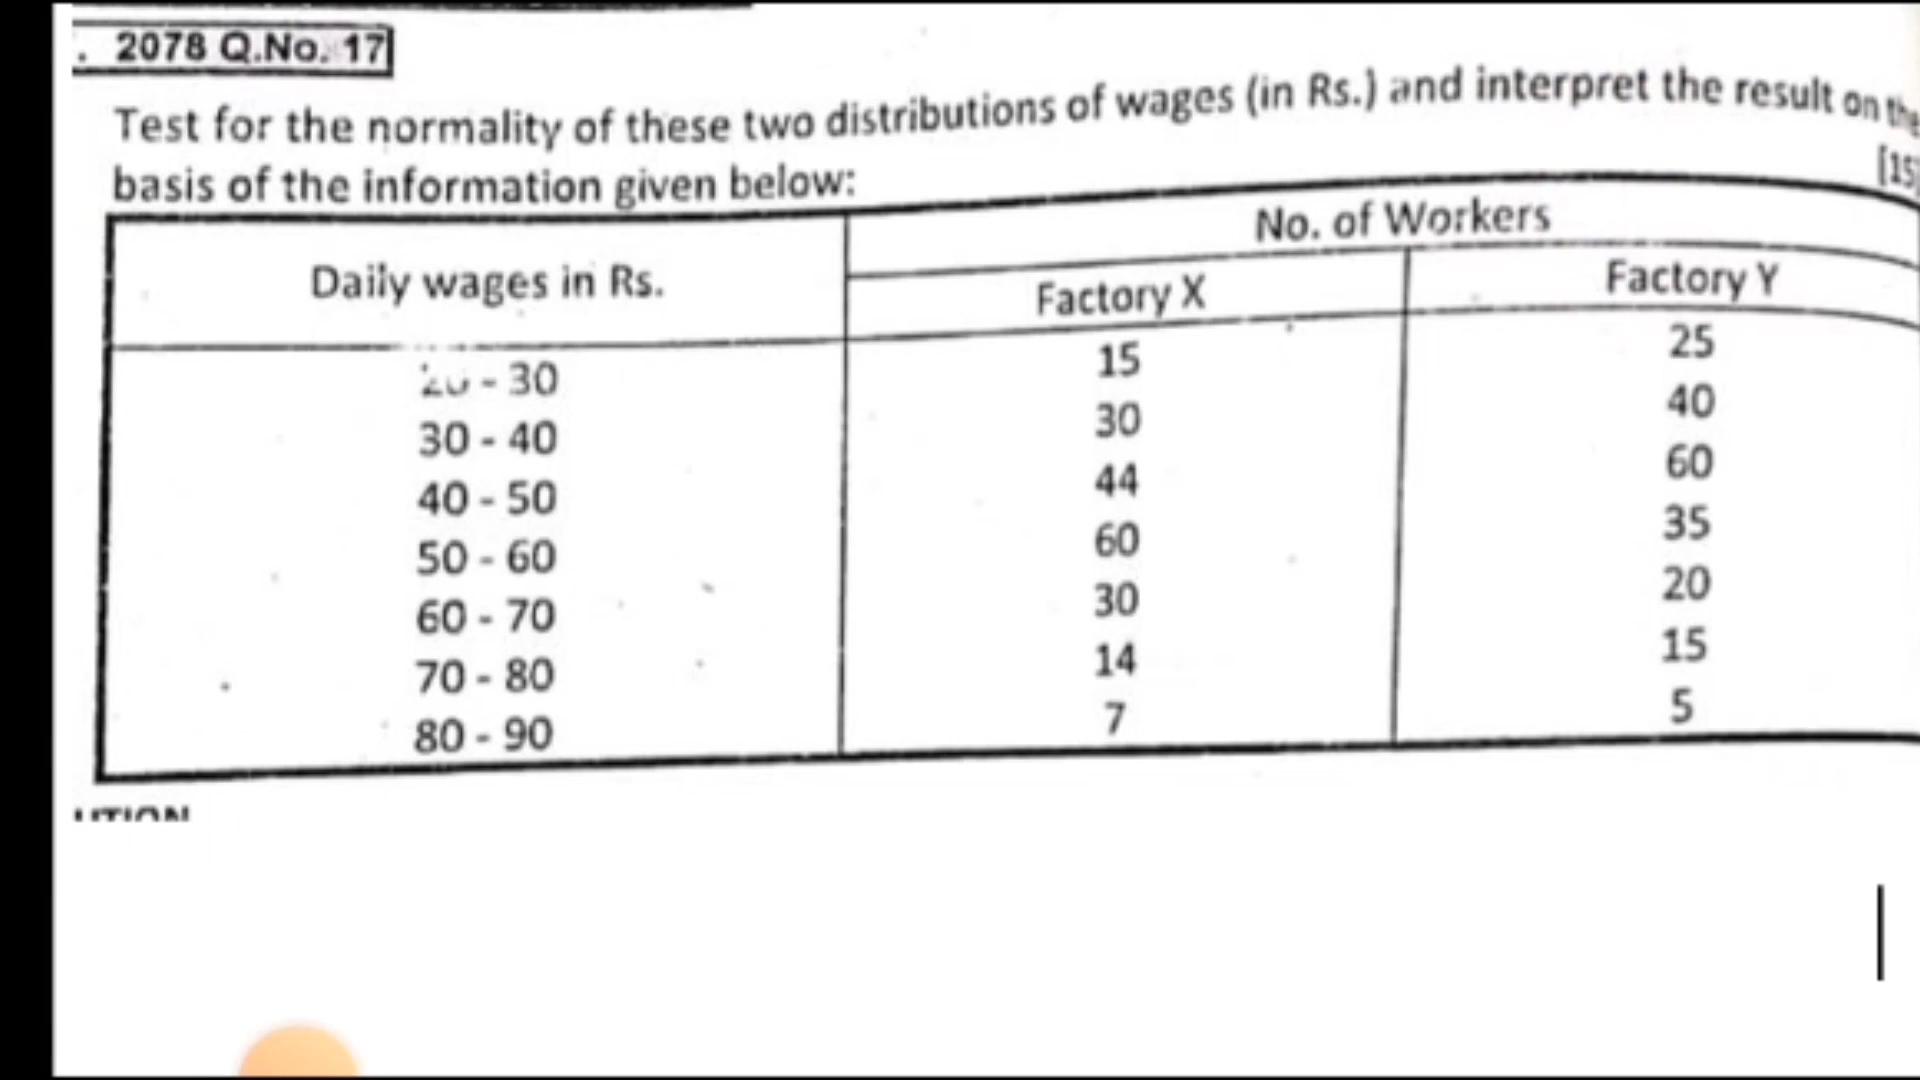 . 2078 Q.No. 17
Test for the normality of these two distributions of wages (in Rs.) and interpret the result on the
basis of the information given below: [15
Daily wages in Rs. No. of Workers
Factory X Factory Y
20 - 30 15 25
30 - 40 30 40
40 - 50 44 60
50 - 60 60 35
60 - 70 30 20
70 - 80 14 15
80 - 90 7 5